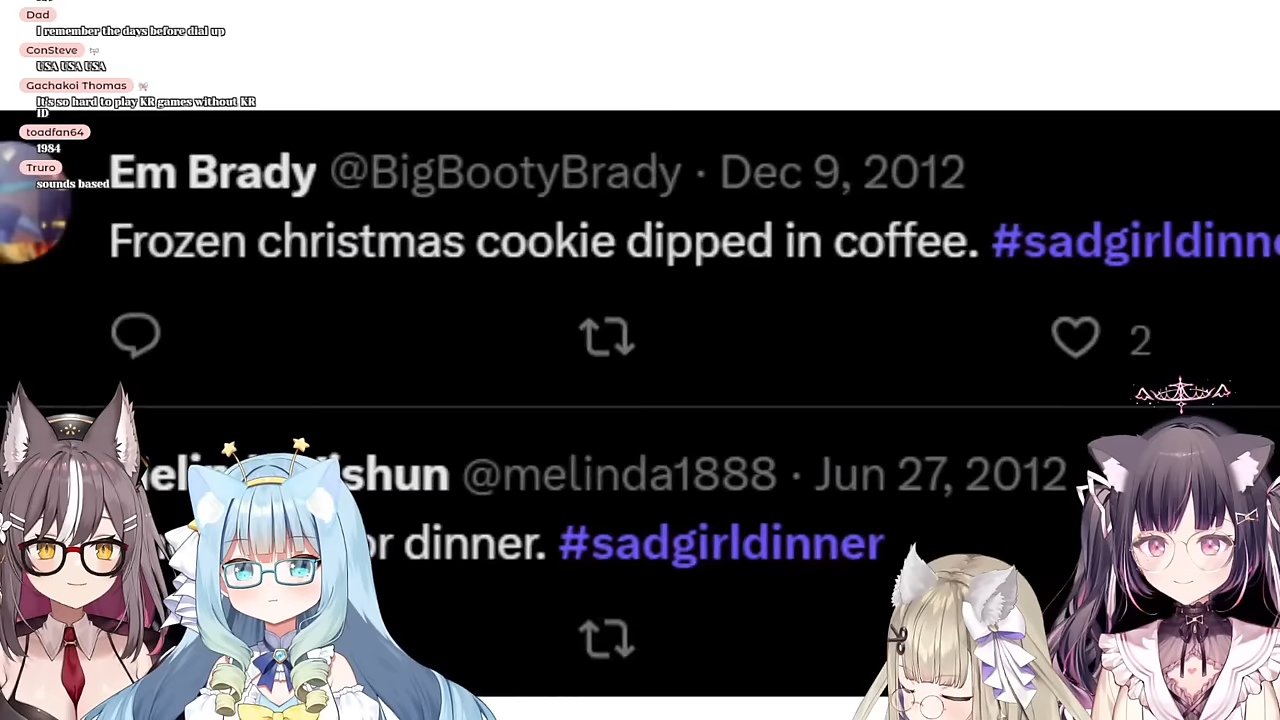 Dad
I remember the days before dial up
ConSteve
USA USA USA
Gachakoi Thomas
It's so hard to play KR games without KR
ID
toadfan64
1984
Truro
sounds based
Em Brady @BigBootyBrady · Dec 9, 2012
Frozen christmas cookie dipped in coffee. #sadgirldinne
2
@melinda1888 · Jun 27, 2012
dinner. #sadgirldinner